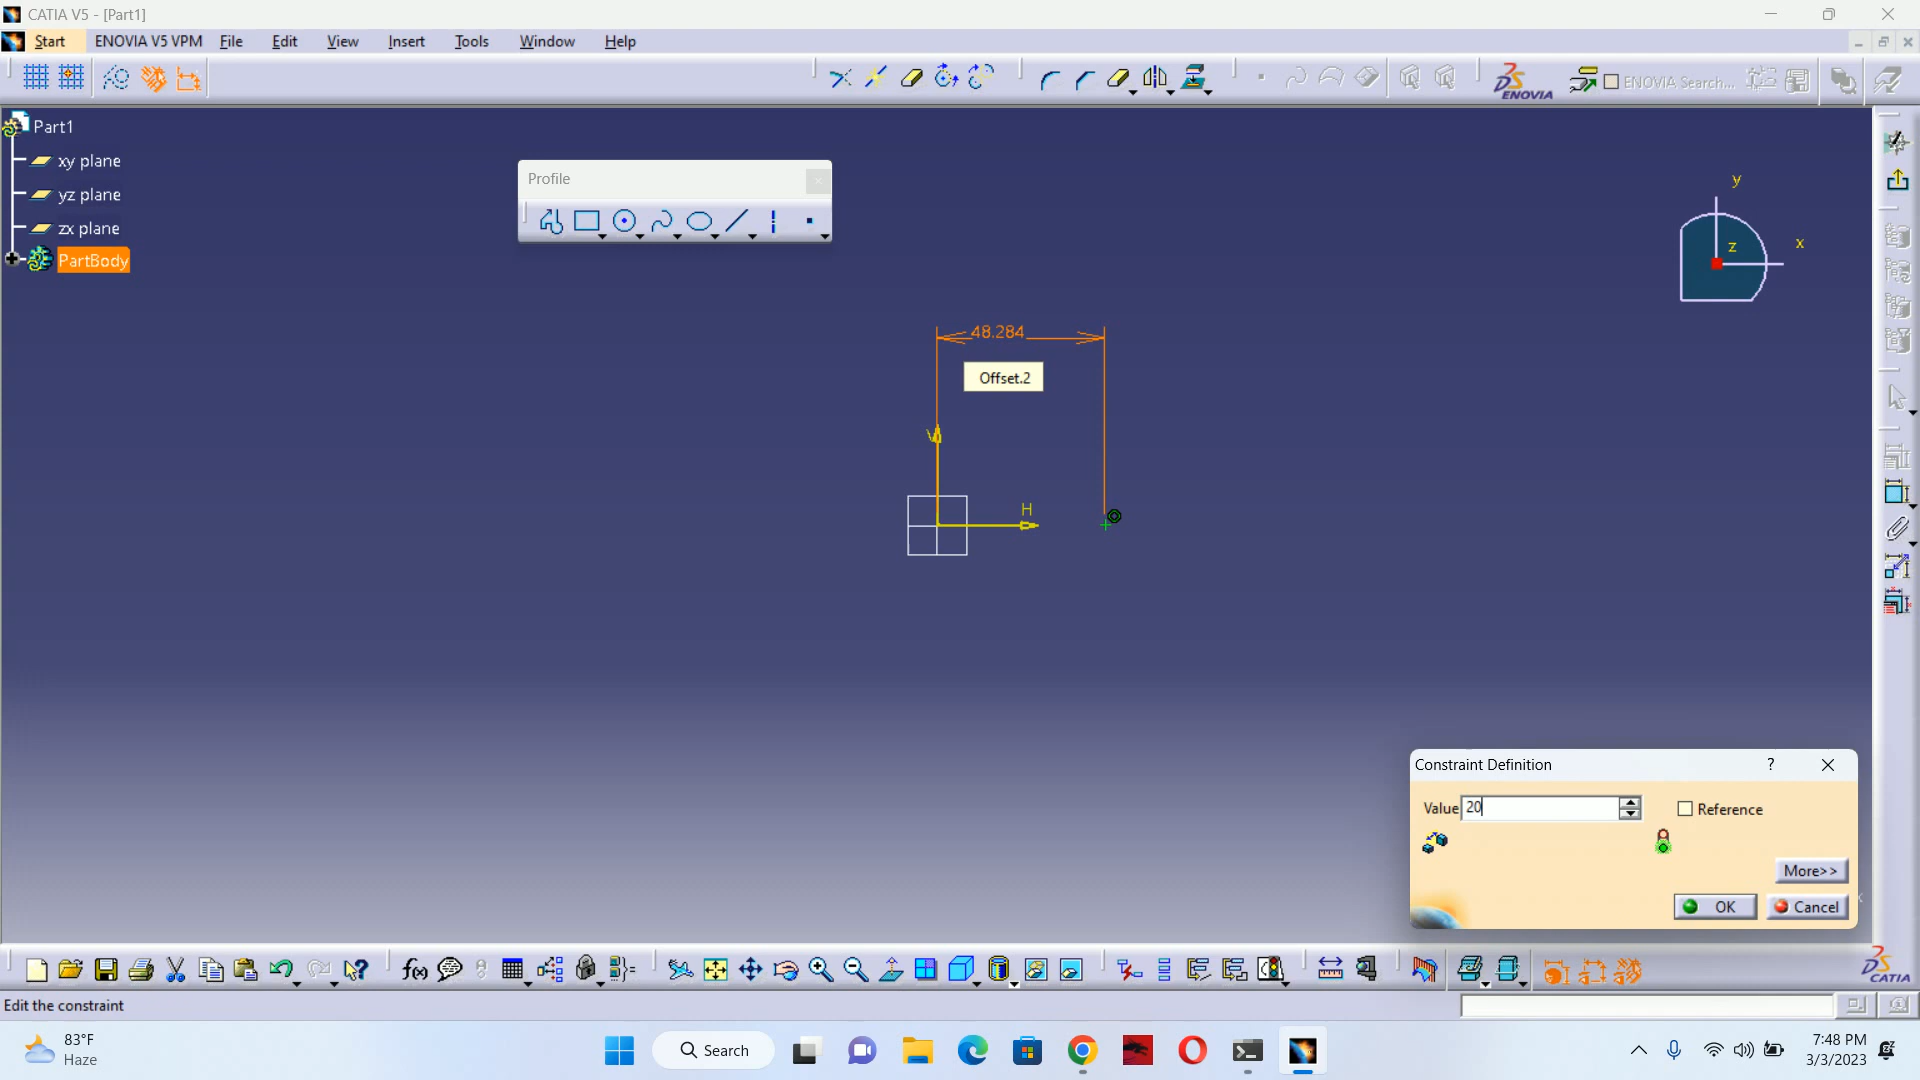 CATIA V5 - [Part1]
Start ENOVIA V5 VPM File Edit View Insert Tools Window Help
ENOVIA ENOVIA Search...
Part1
xy plane
yz plane
zx plane
PartBody
Profile
y
x
z
48.284
Offset.2
V
H
Constraint Definition ?
Value 20 Reference
More>>
OK Cancel
f(x)
CATIA
Edit the constraint
83°F
Haze
Search
7:48 PM
3/3/2023